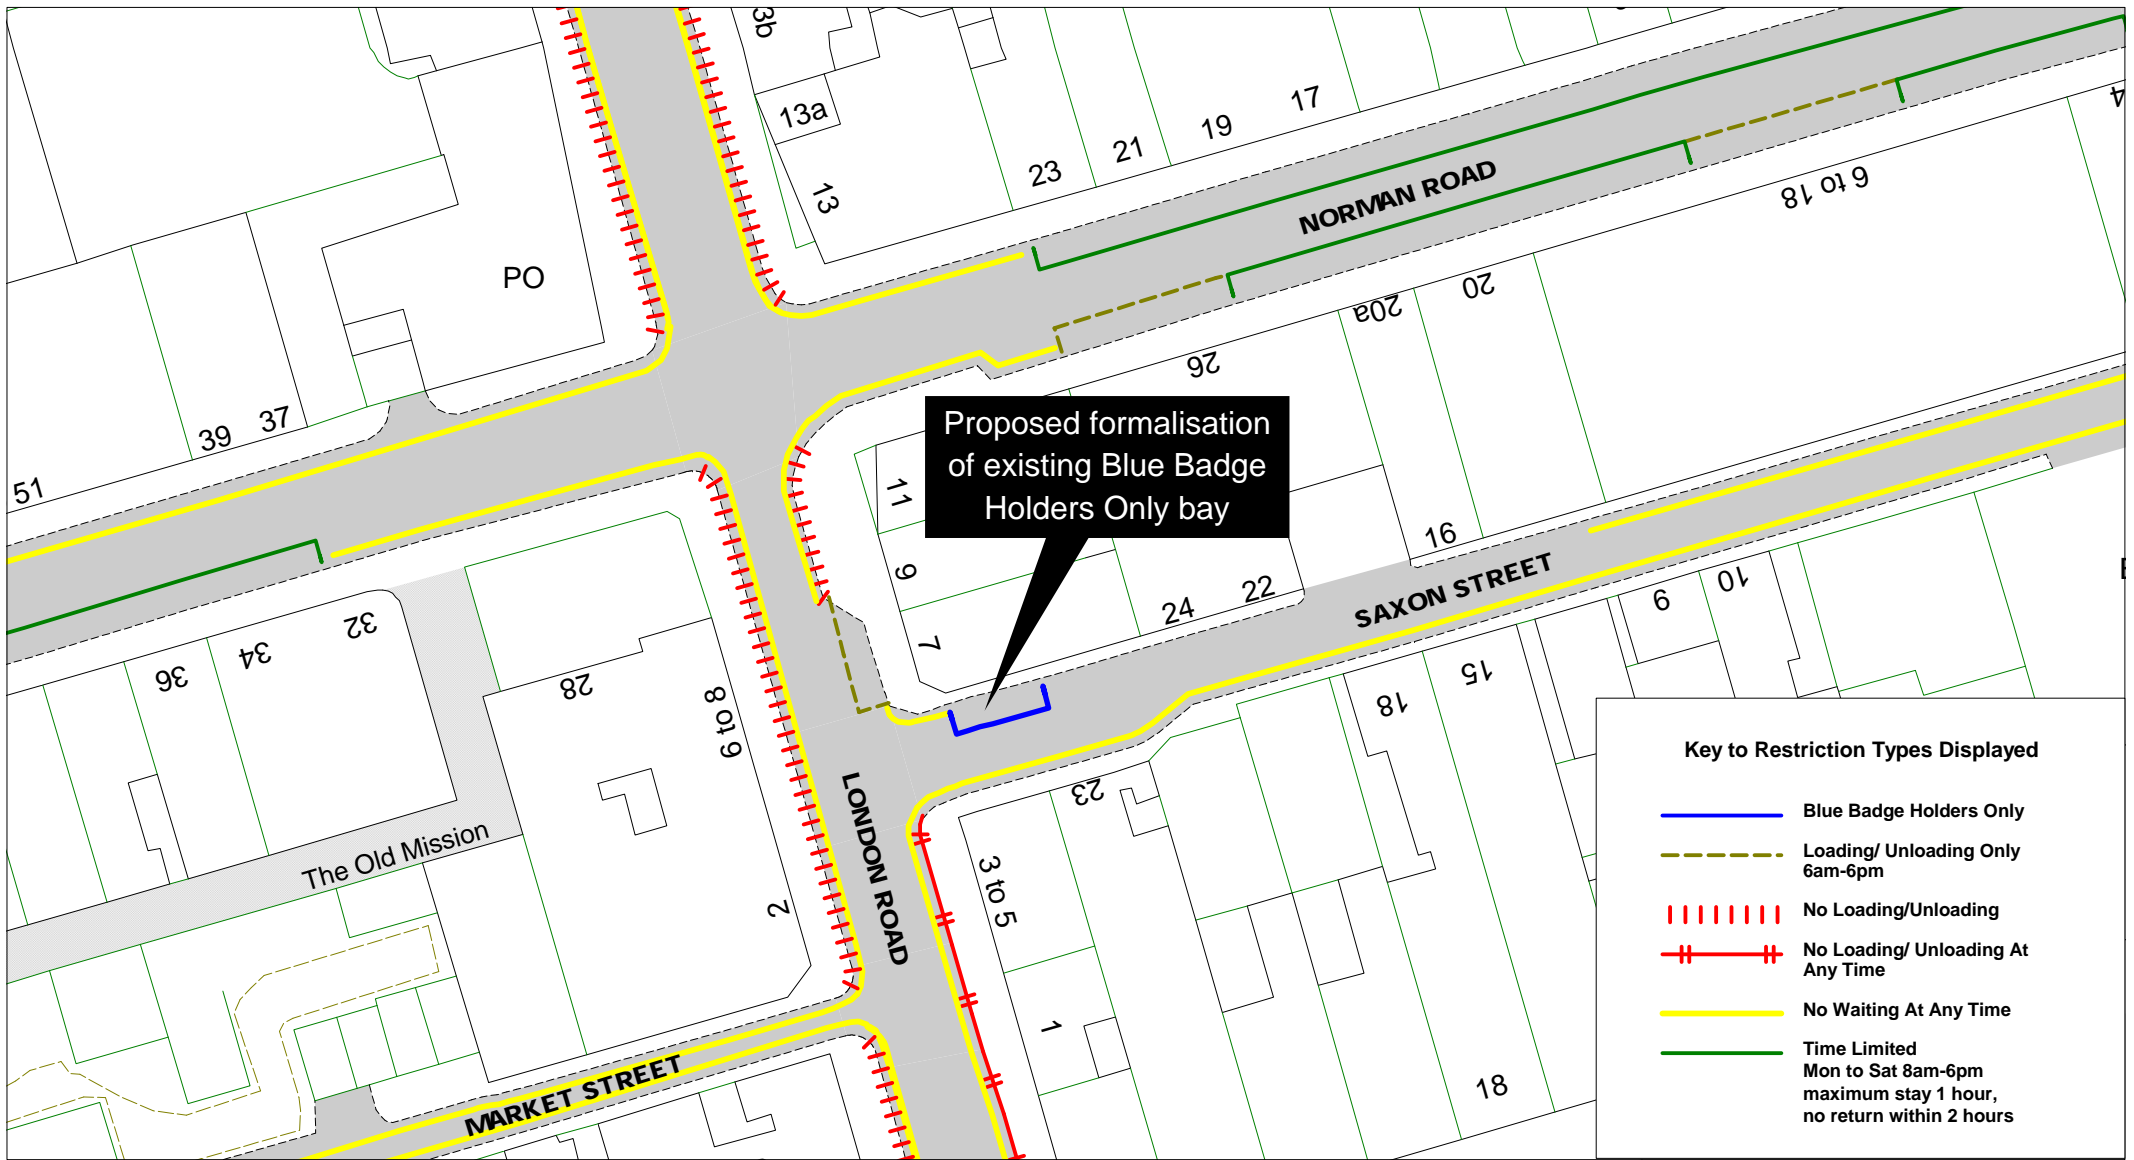 3b
13a
13
23
21
19
17
NORMAN ROAD
6 to 18
4
PO
20
20a
26
51
39
37
Proposed formalisation
of existing Blue Badge
Holders Only bay
11
9
7
24
22
16
SAXON STREET
9
10
32
34
36
28
6 to 8
15
18
23
The Old Mission
LONDON ROAD
2
3 to 5
1
18
MARKET STREET
Key to Restriction Types Displayed
Blue Badge Holders Only
Loading/ Unloading Only
6am-6pm
No Loading/Unloading
No Loading/ Unloading At
Any Time
No Waiting At Any Time
Time Limited
Mon to Sat 8am-6pm
maximum stay 1 hour,
no return within 2 hours